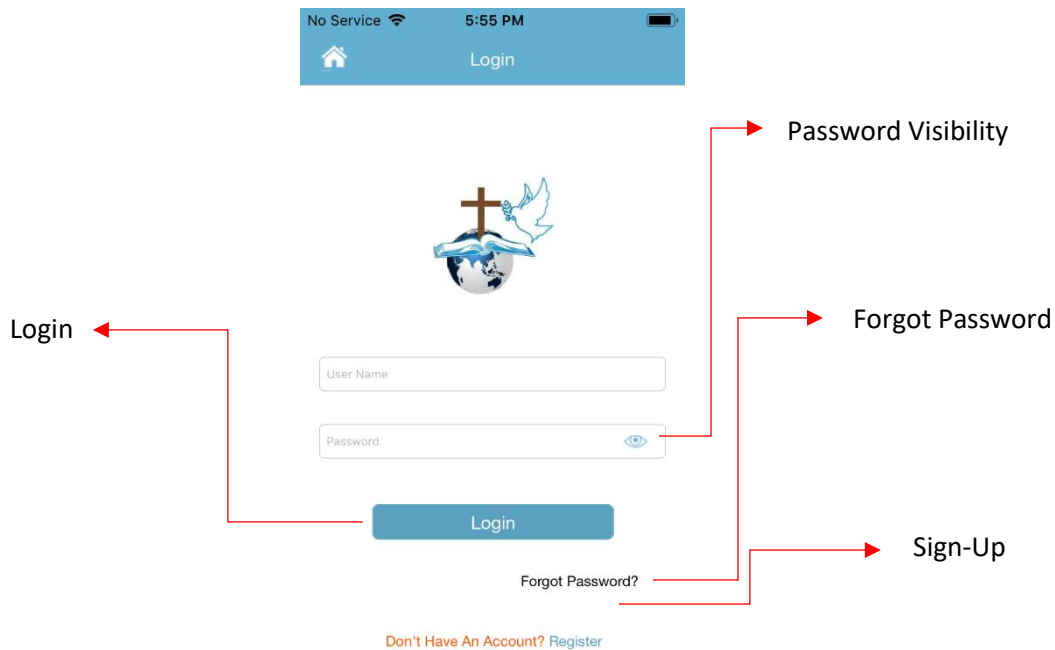 No Service 5:55 PM
Login
Password Visibility
Login
Forgot Password
User Name
Password
Login
Sign-Up
Forgot Password?
Don't Have An Account? Register